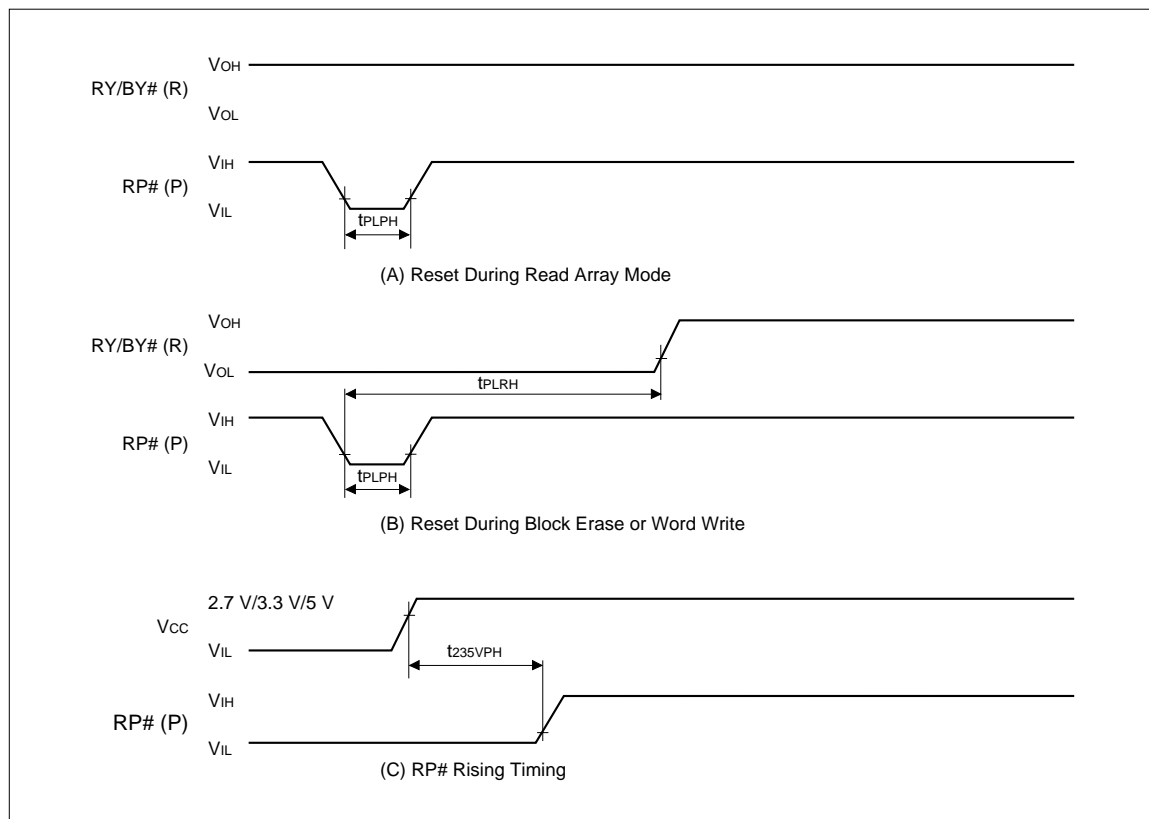 VOH
RY/BY# (R)
VOL
VIH
RP# (P)
VIL
tPLPH
(A) Reset During Read Array Mode
VOH
RY/BY# (R)
VOL
tPLRH
VIH
RP# (P)
VIL
tPLPH
(B) Reset During Block Erase or Word Write
2.7 V/3.3 V/5 V
VCC
VIL
t235VPH
VIH
RP# (P)
VIL
(C) RP# Rising Timing